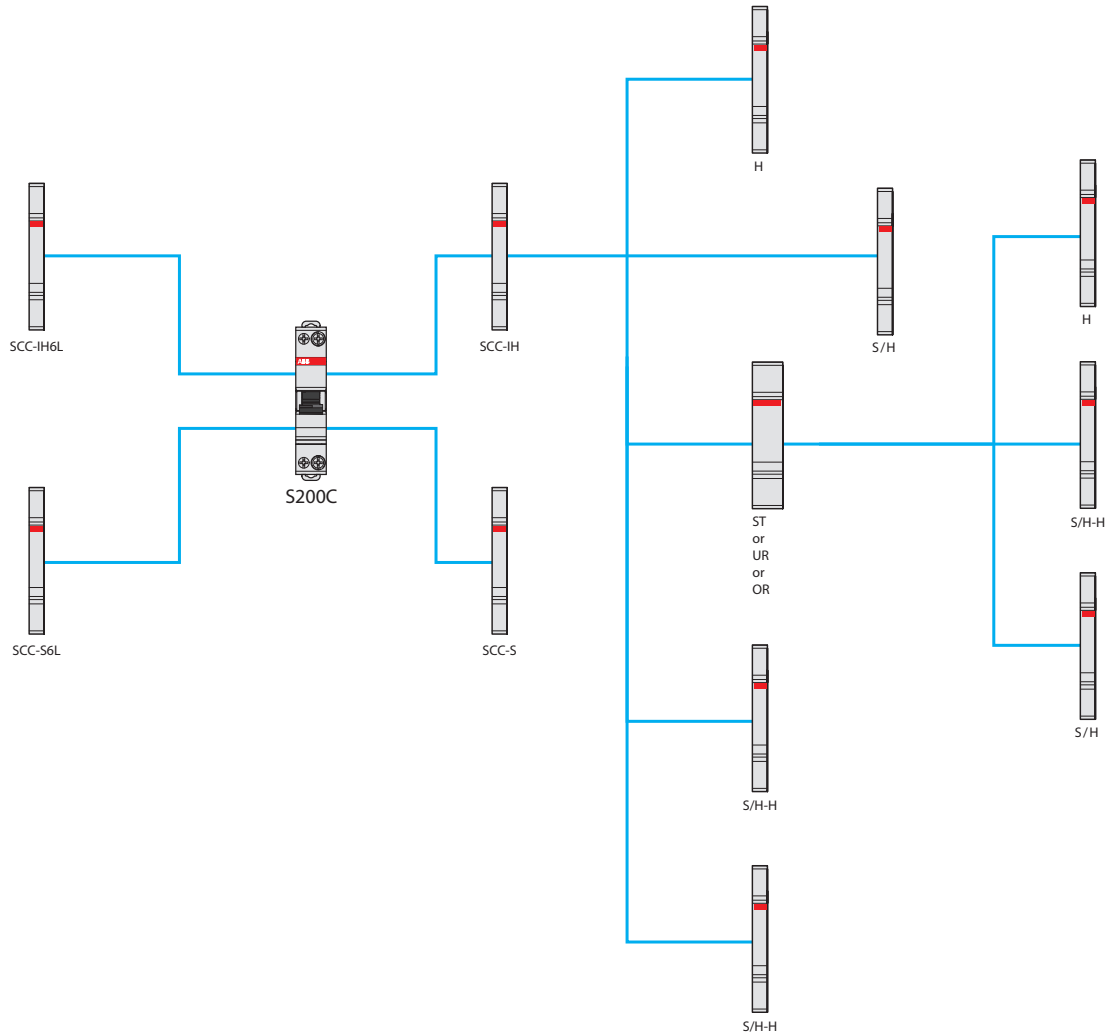 H
SCC-IH6L
SCC-IH
S/H
H
ABB
S200C
ST
or
UR
or
OR
S/H-H
SCC-S6L
SCC-S
S/H
S/H-H
S/H-H